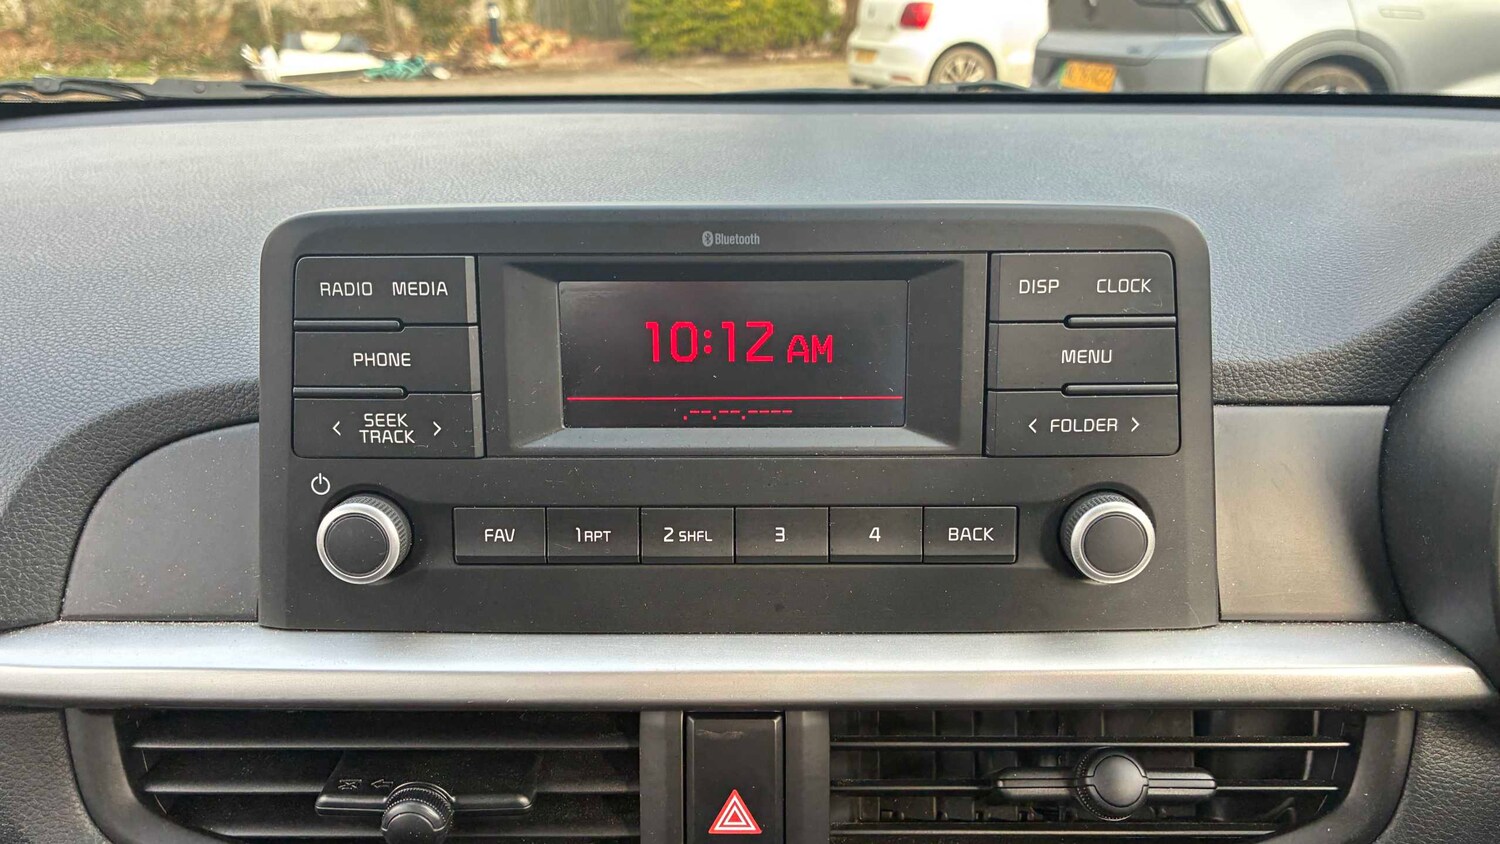 Bluetooth
RADIO MEDIA
10:12 AM
DISP CLOCK
PHONE
MENU
< SEEK >
TRACK
.--.--.----
< FOLDER >
FAV
1 RPT
2 SHFL
3
4
BACK